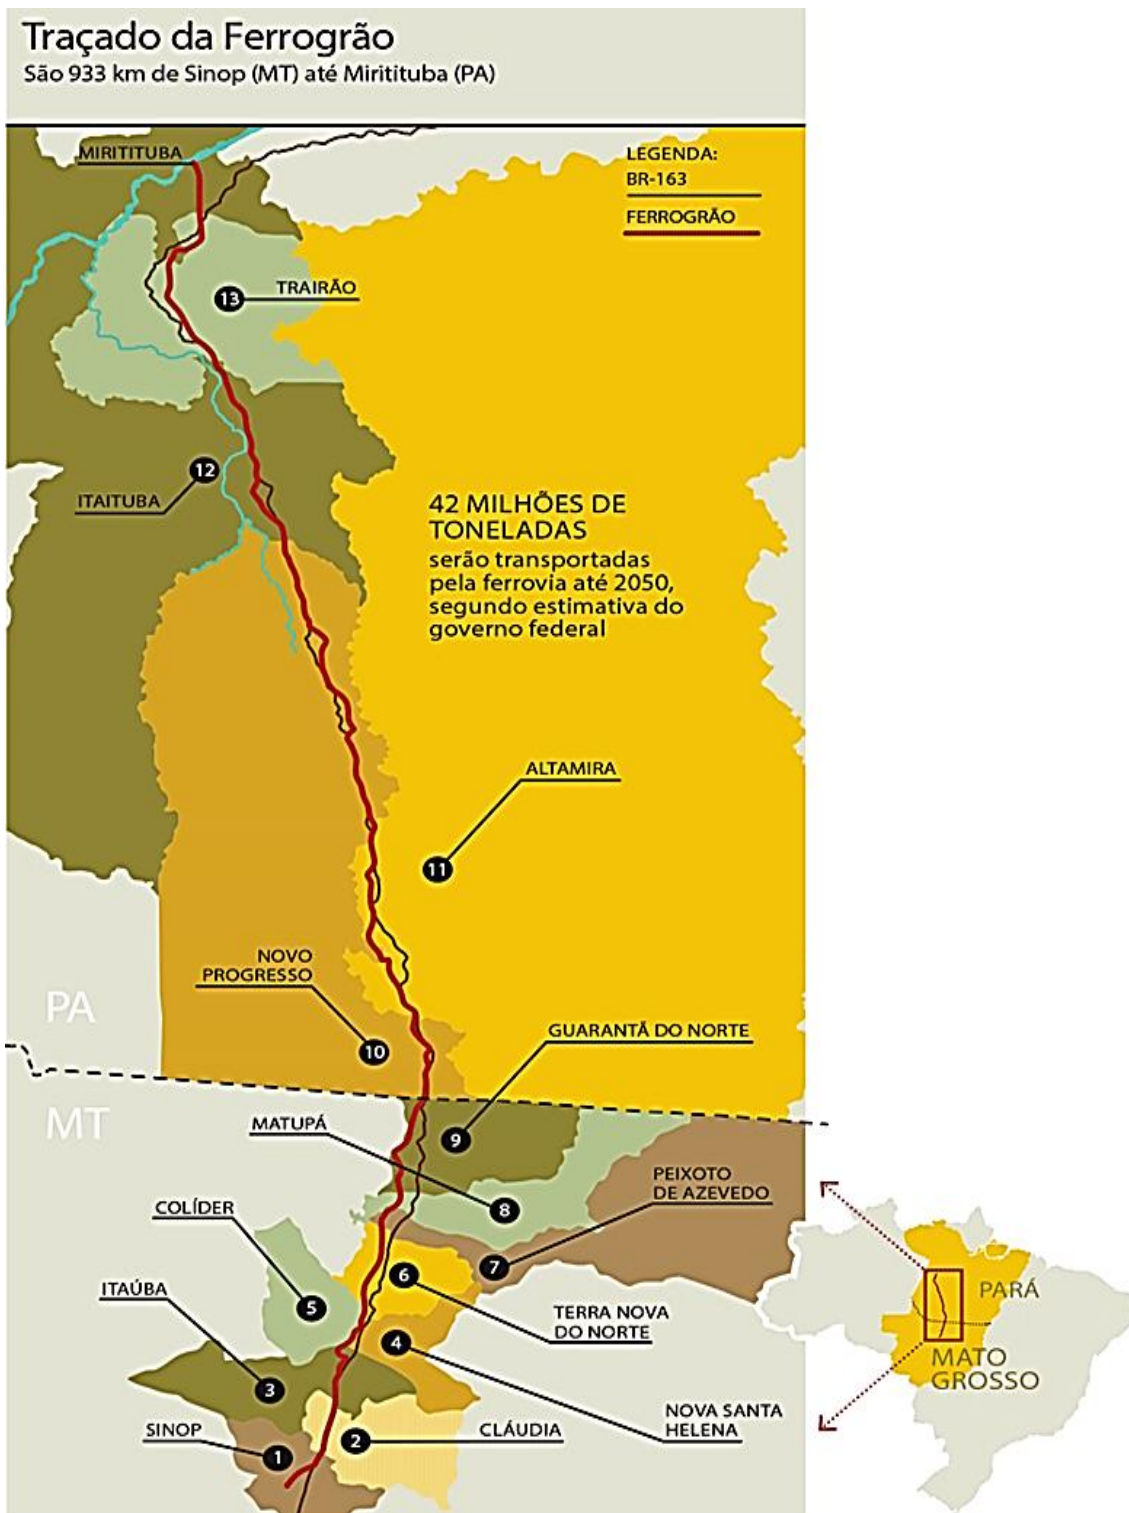 Traçado da Ferrogrão
São 933 km de Sinop (MT) até Miritituba (PA)
MIRITITUBA
LEGENDA:
BR-163
FERROGRÃO
13
TRAIRÃO
12
ITAITUBA
42 MILHÕES DE
TONELADAS
serão transportadas
pela ferrovia até 2050,
segundo estimativa do
governo federal
ALTAMIRA
11
NOVO
PROGRESSO
PA
10
GUARANTÃ DO NORTE
MT
MATUPÁ
9
PEIXOTO
DE AZEVEDO
COLÍDER
8
7
ITAÚBA
6
5
TERRA NOVA
DO NORTE
4
3
NOVA SANTA
HELENA
SINOP
CLÁUDIA
2
1
PARÁ
MATO
GROSSO